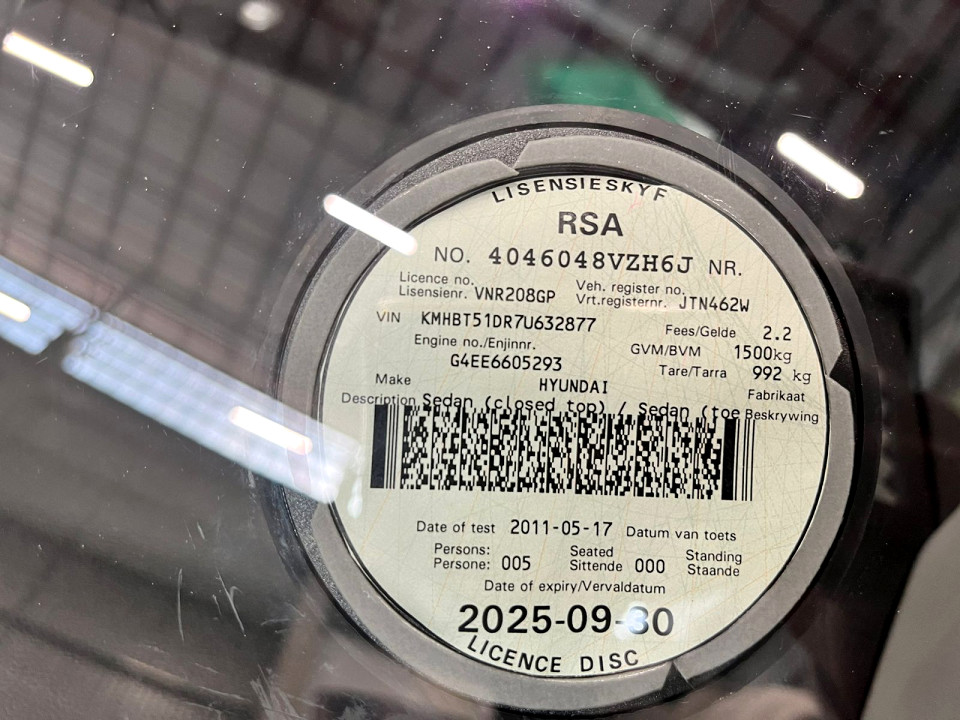 LISENSIESKYF
RSA
NO. 4046048VZH6J NR.
Licence no.
Lisensienr. VNR208GP
Veh. register no.
Vrt.registernr. JTN462W
VIN KMHBT51DR7U632877
Fees/Gelde 2.2
Engine no./Enjinnr.
G4EE6605293
GVM/BVM 1500kg
Tare/Tarra 992 kg
Make HYUNDAI Fabrikaat
Description Sedan (closed top) / Sedan (toe Beskrywing
Date of test 2011-05-17 Datum van toets
Persons:
Persone: 005
Seated
Sittende 000
Standing
Staande
Date of expiry/Vervaldatum
2025-09-30
LICENCE DISC